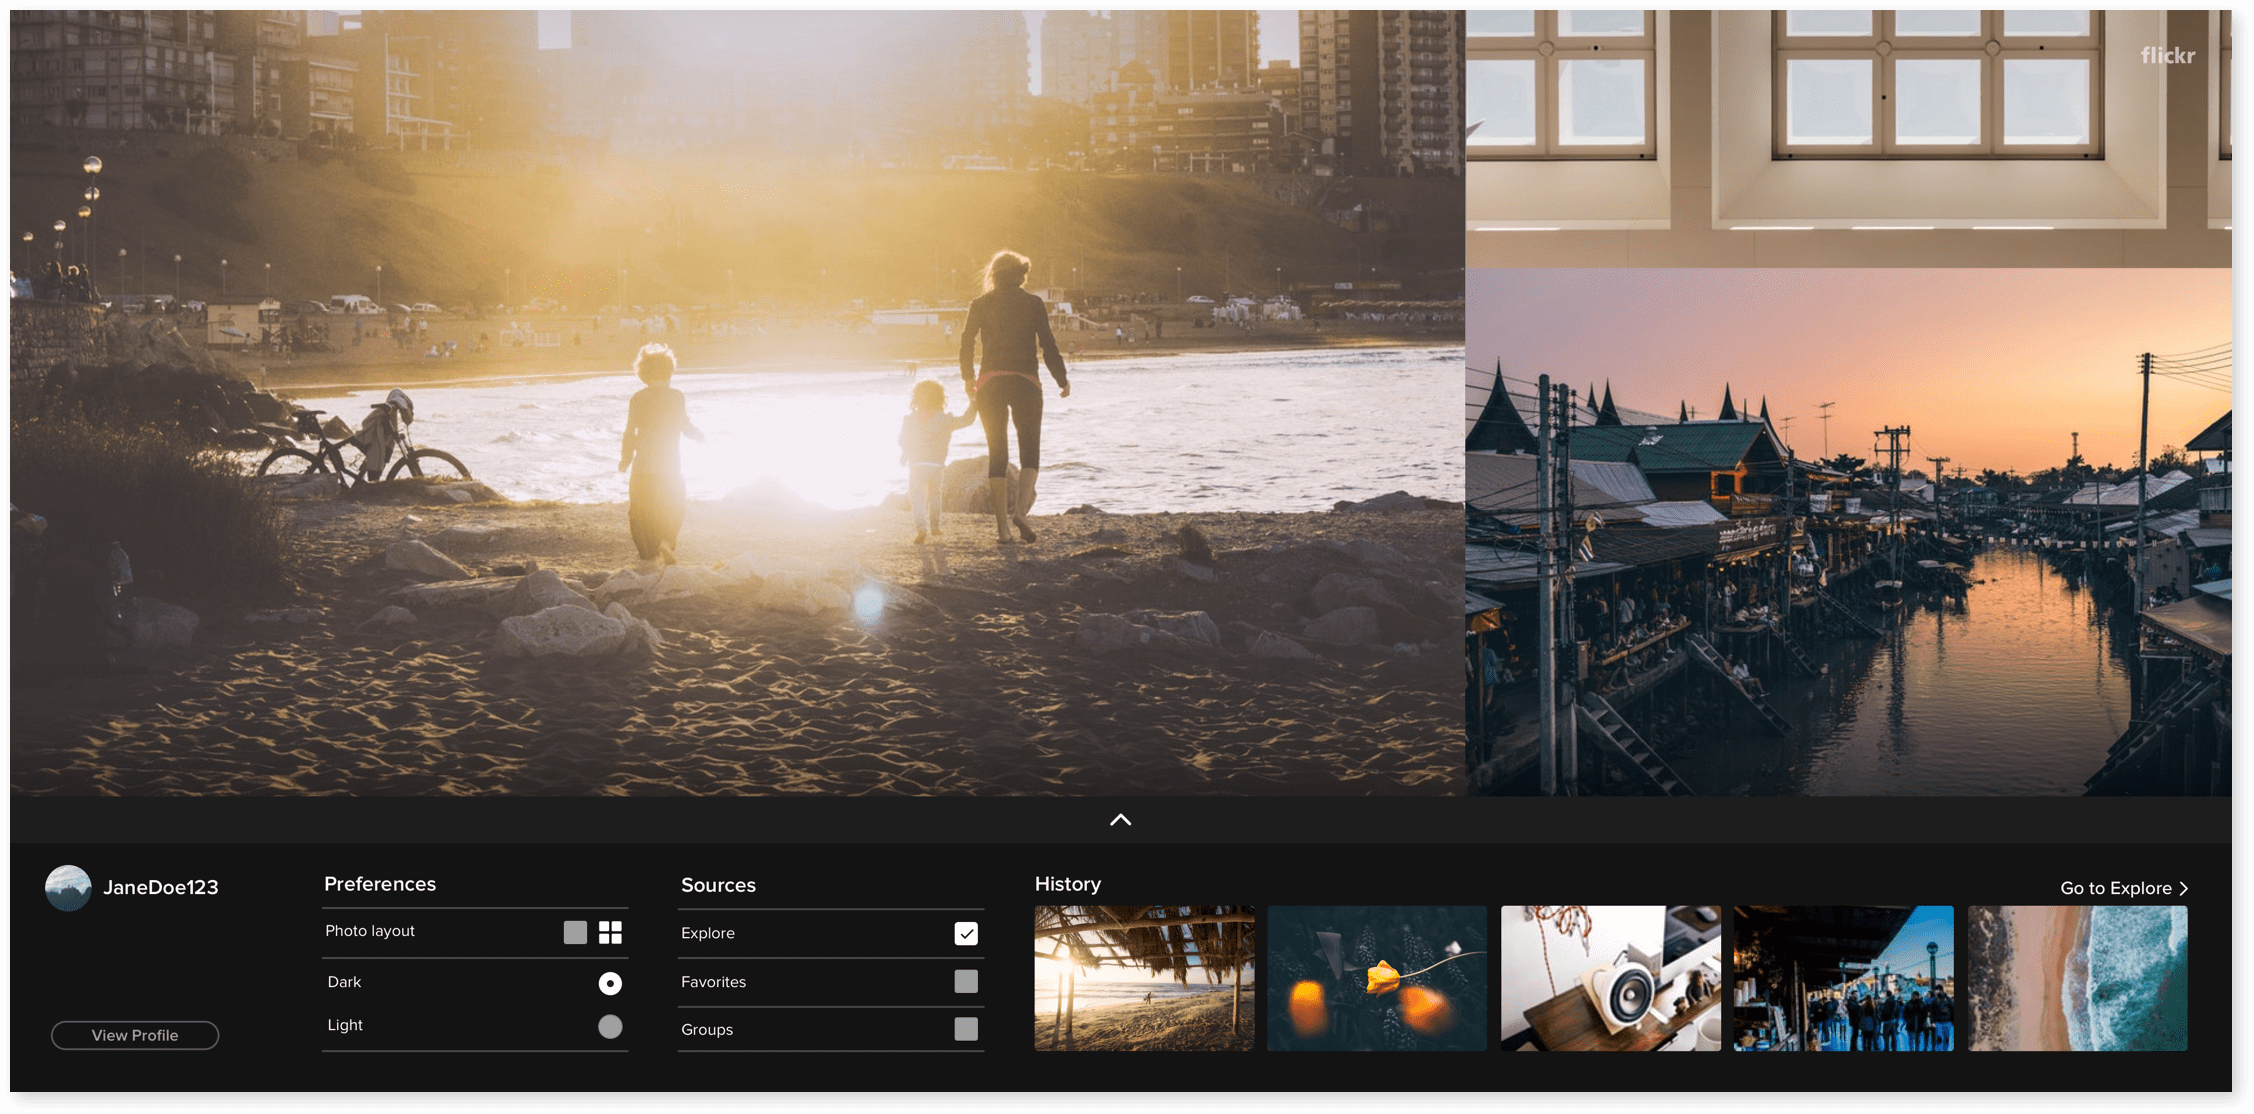 flickr
JaneDoe123
View Profile
Preferences
Photo layout
Dark
Light
Sources
Explore
Favorites
Groups
History
Go to Explore